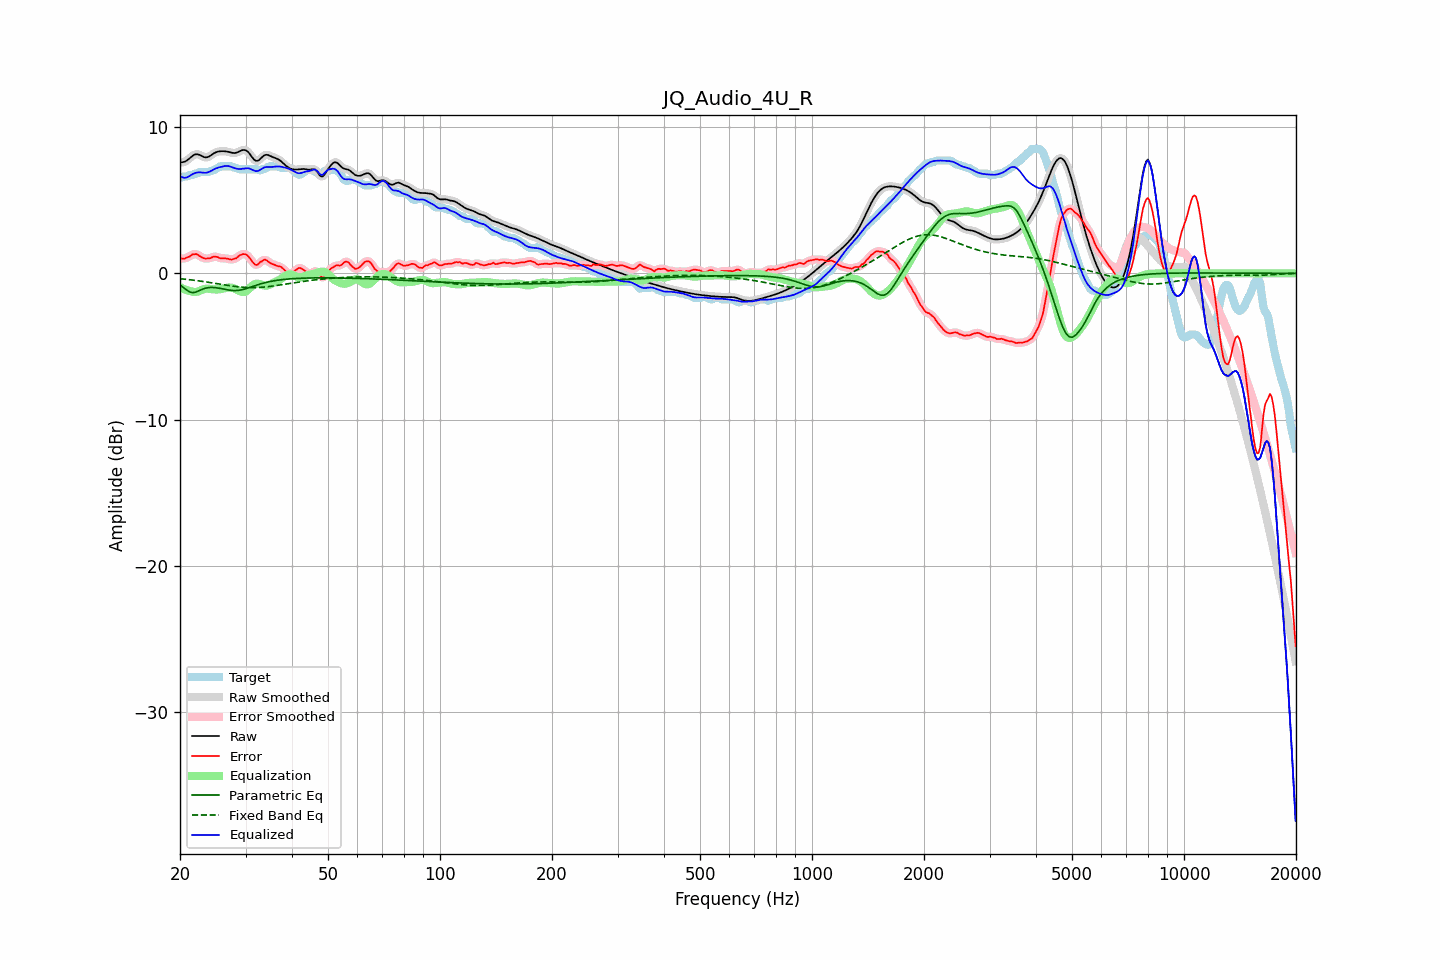 JQ_Audio_4U_R
10
0
−10
−20
−30
Amplitude (dBr)
Target
Raw Smoothed
Error Smoothed
Raw
Error
Equalization
Parametric Eq
Fixed Band Eq
Equalized
20 50 100 200 500 1000 2000 5000 10000 20000
Frequency (Hz)